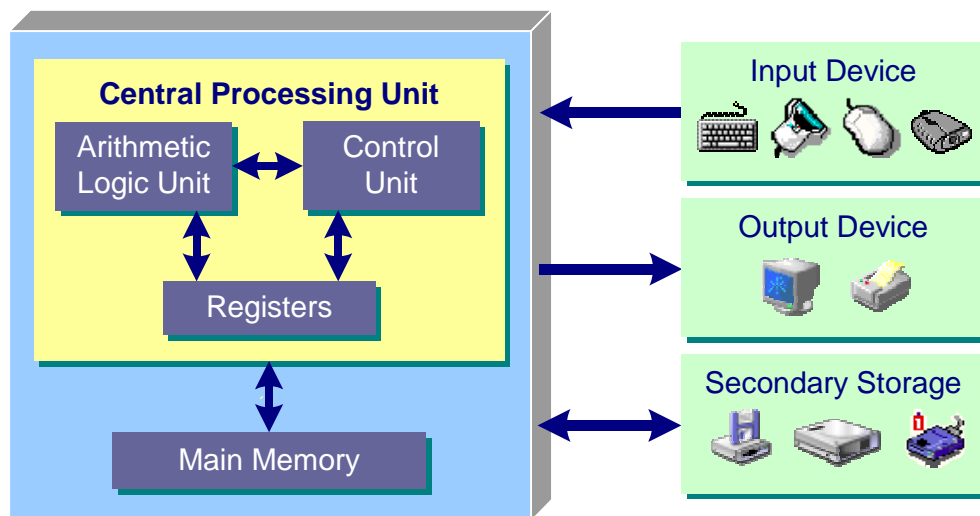 Central Processing Unit
Arithmetic
Logic Unit
Control
Unit
Registers
Main Memory
Input Device
Output Device
Secondary Storage